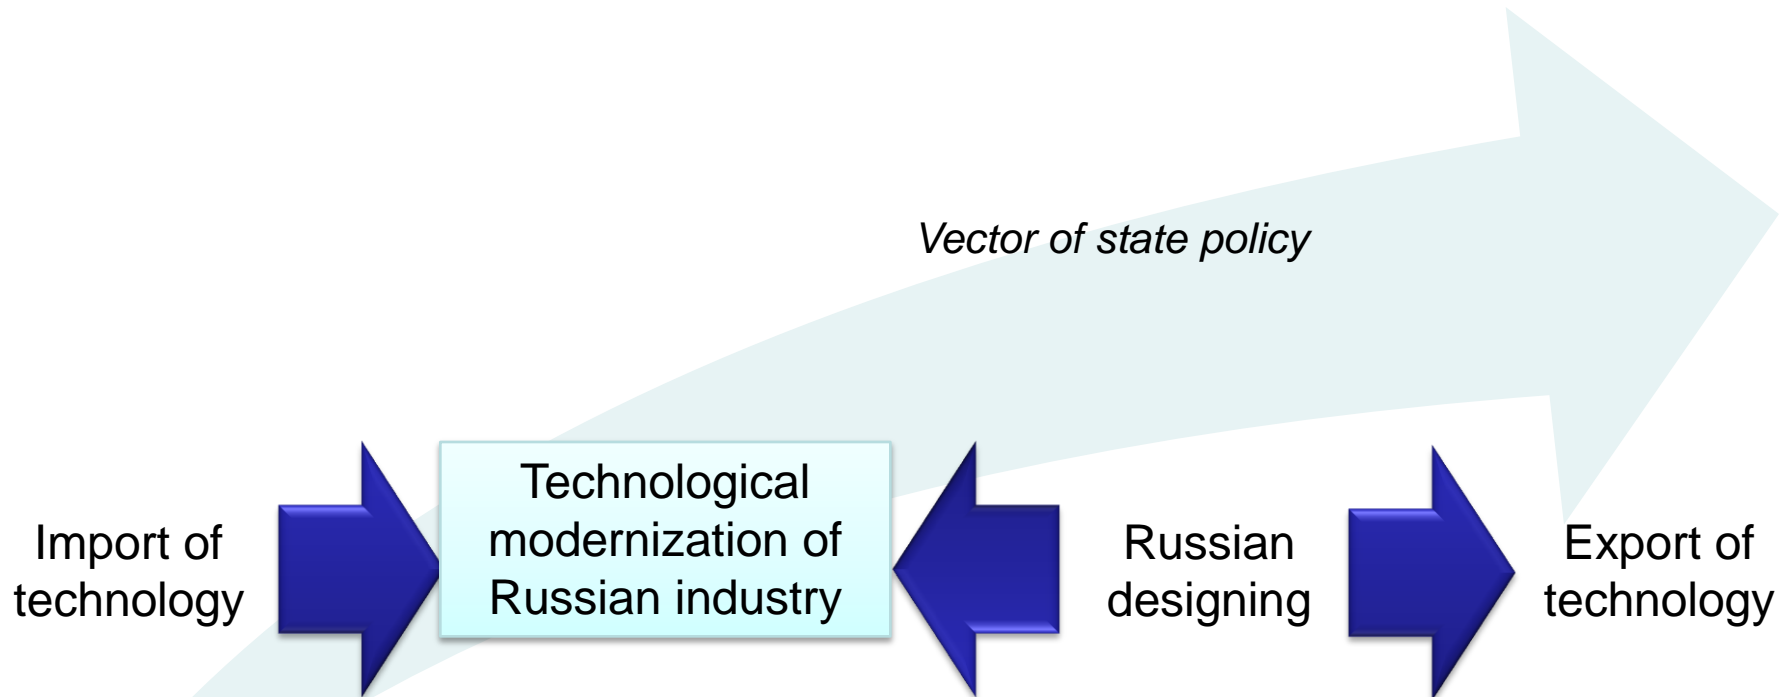 Vector of state policy
Import of
technology
Technological
modernization of
Russian industry
Russian
designing
Export of
technology